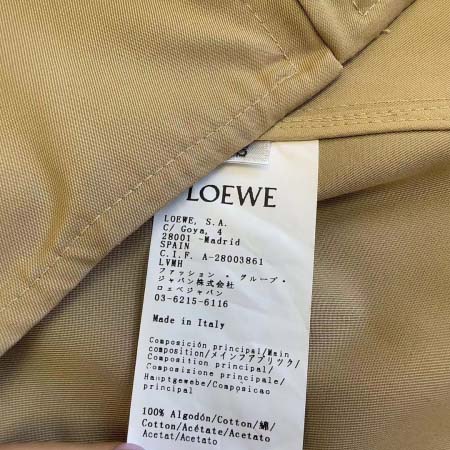 LOEWE
LOEWE, S.A.
C/ Goya, 4
28001 -Madrid
SPAIN
C.I.F. A-28003861
LVMH
ファッション・グループ・
ジャパン株式会社
ロエベジャパン
03-6215-6116
Made in Italy
Composición principal/Main
composition/メインファブリック/
Composition principale/
Composizione principale/
Hauptgewebe/Composicao
principal
100% Algodón/Cotton/綿/
Cotton/Acétate/Acetato
Acetat/Acetato